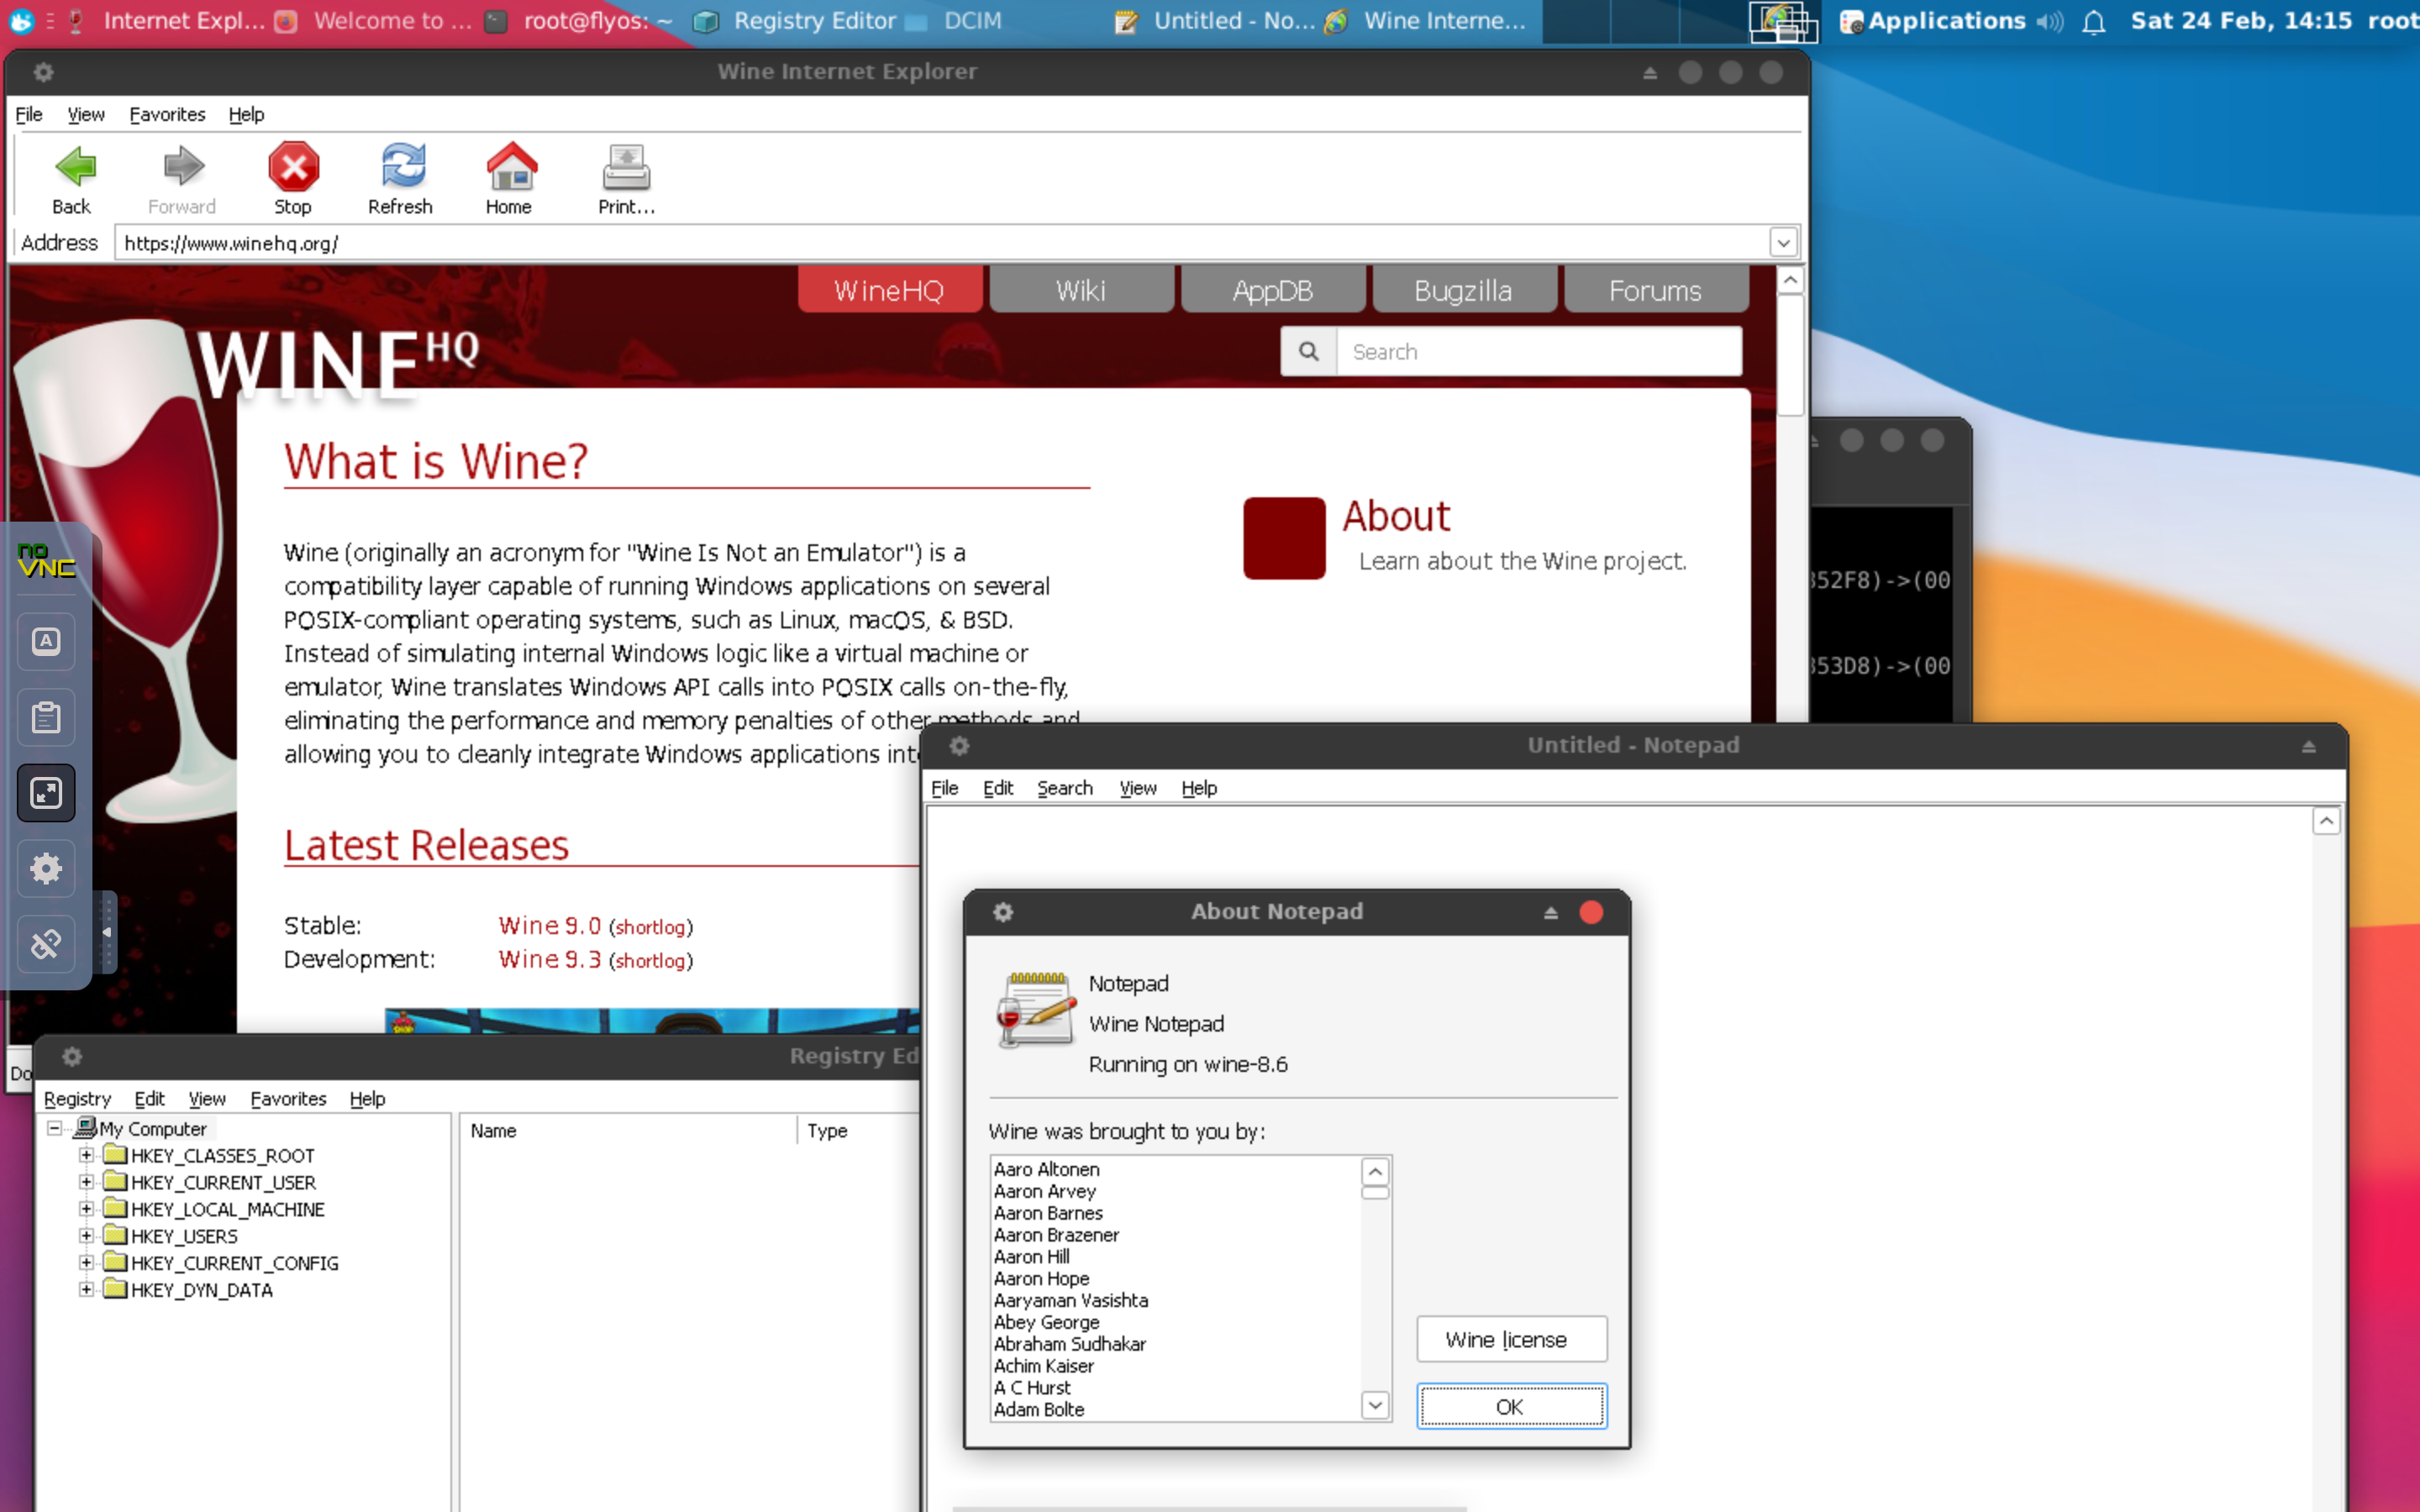 Internet Expl...
Welcome to ...
root@flyos: ~
Registry Editor
DCIM
Untitled - No...
Wine Interne...
Applications
Sat 24 Feb, 14:15
root
Wine Internet Explorer
File View Favorites Help
Back Forward Stop Refresh Home Print...
Address https://www.winehq.org/
WineHQ Wiki AppDB Bugzilla Forums
WINE HQ
Search
What is Wine?
Wine (originally an acronym for "Wine Is Not an Emulator") is a
compatibility layer capable of running Windows applications on several
POSIX-compliant operating systems, such as Linux, macOS, & BSD.
Instead of simulating internal Windows logic like a virtual machine or
emulator, Wine translates Windows API calls into POSIX calls on-the-fly,
eliminating the performance and memory penalties of other methods and
allowing you to cleanly integrate Windows applications
About
Learn about the Wine project.
Latest Releases
Stable: Wine 9.0 (shortlog)
Development: Wine 9.3 (shortlog)
52F8)->(00
53D8)->(00
no
VNC
A
Untitled - Notepad
File Edit Search View Help
About Notepad
Notepad
Wine Notepad
Running on wine-8.6
Wine was brought to you by:
Aaro Altonen
Aaron Arvey
Aaron Barnes
Aaron Brazener
Aaron Hill
Aaron Hope
Aaryaman Vasishta
Abey George
Abraham Sudhakar
Achim Kaiser
A C Hurst
Adam Bolte
Wine license
OK
Do
Registry Ed
Registry Edit View Favorites Help
My Computer
HKEY_CLASSES_ROOT
HKEY_CURRENT_USER
HKEY_LOCAL_MACHINE
HKEY_USERS
HKEY_CURRENT_CONFIG
HKEY_DYN_DATA
Name Type